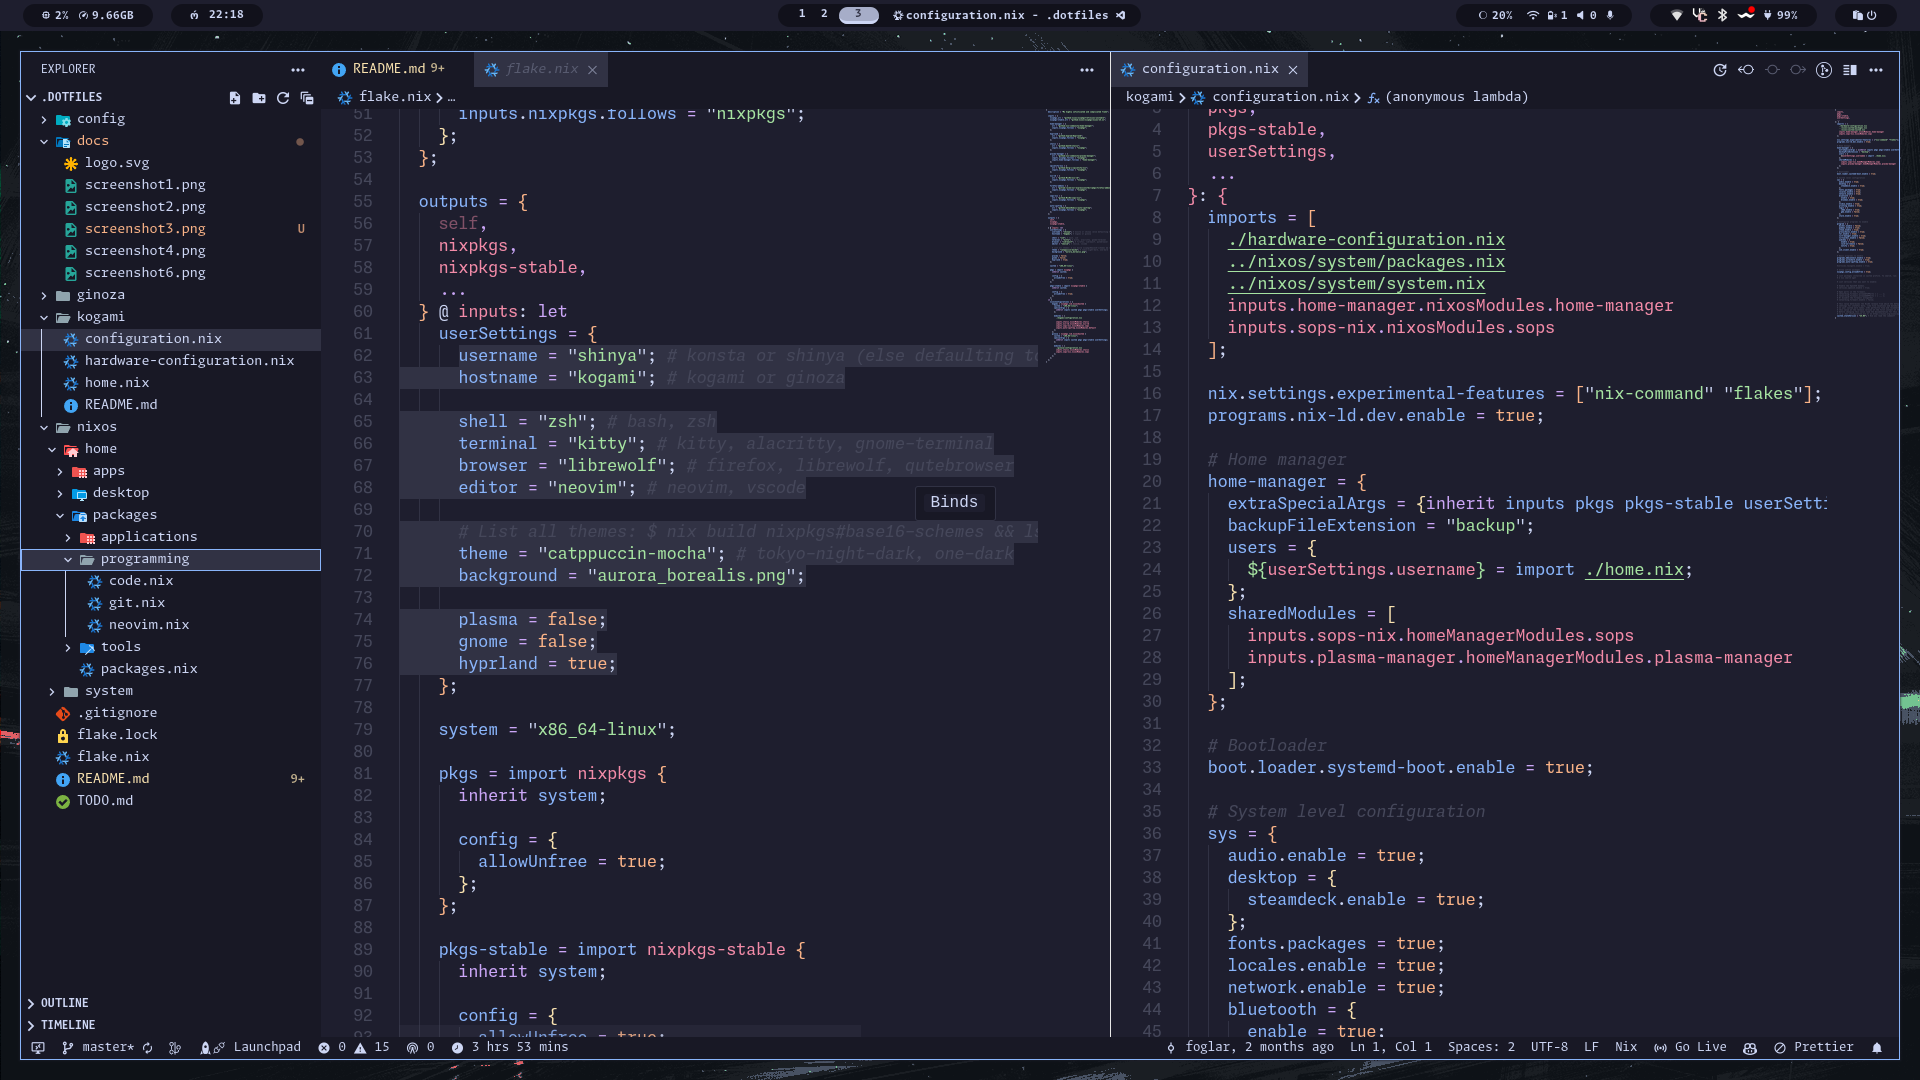 2% 9.66GB
22:18
1 2 3
configuration.nix - .dotfiles
20% 1 0
99%
EXPLORER
.DOTFILES
config
docs
logo.svg
screenshot1.png
screenshot2.png
screenshot3.png U
screenshot4.png
screenshot6.png
ginoza
kogami
configuration.nix
hardware-configuration.nix
home.nix
README.md
nixos
home
apps
desktop
packages
applications
programming
code.nix
git.nix
neovim.nix
tools
packages.nix
system
.gitignore
flake.lock
flake.nix
README.md 9+
TODO.md
OUTLINE
TIMELINE
README.md 9+
flake.nix
flake.nix > …
51 inputs.nixpkgs.follows = "nixpkgs";
52 };
53 };
54
55 outputs = {
56 self,
57 nixpkgs,
58 nixpkgs-stable,
59 ...
60 } @ inputs: let
61 userSettings = {
62 username = "shinya"; # konsta or shinya (else defaulting to
63 hostname = "kogami"; # kogami or ginoza
64
65 shell = "zsh"; # bash, zsh
66 terminal = "kitty"; # kitty, alacritty, gnome-terminal
67 browser = "librewolf"; # firefox, librewolf, qutebrowser
68 editor = "neovim"; # neovim, vscode
69
70 # List all themes: $ nix build nixpkgs#base16-schemes && ls
71 theme = "catppuccin-mocha"; # tokyo-night-dark, one-dark
72 background = "aurora_borealis.png";
73
74 plasma = false;
75 gnome = false;
76 hyprland = true;
77 };
78
79 system = "x86_64-linux";
80
81 pkgs = import nixpkgs {
82 inherit system;
83
84 config = {
85 allowUnfree = true;
86 };
87 };
88
89 pkgs-stable = import nixpkgs-stable {
90 inherit system;
91
92 config = {
93 allowUnfree = true;
Binds
configuration.nix
kogami > configuration.nix > (anonymous lambda)
3 pkgs,
4 pkgs-stable,
5 userSettings,
6 ...
7 }: {
8 imports = [
9 ./hardware-configuration.nix
10 ../nixos/system/packages.nix
11 ../nixos/system/system.nix
12 inputs.home-manager.nixosModules.home-manager
13 inputs.sops-nix.nixosModules.sops
14 ];
15
16 nix.settings.experimental-features = ["nix-command" "flakes"];
17 programs.nix-ld.dev.enable = true;
18
19 # Home manager
20 home-manager = {
21 extraSpecialArgs = {inherit inputs pkgs pkgs-stable userSetti
22 backupFileExtension = "backup";
23 users = {
24 ${userSettings.username} = import ./home.nix;
25 };
26 sharedModules = [
27 inputs.sops-nix.homeManagerModules.sops
28 inputs.plasma-manager.homeManagerModules.plasma-manager
29 ];
30 };
31
32 # Bootloader
33 boot.loader.systemd-boot.enable = true;
34
35 # System level configuration
36 sys = {
37 audio.enable = true;
38 desktop = {
39 steamdeck.enable = true;
40 };
41 fonts.packages = true;
42 locales.enable = true;
43 network.enable = true;
44 bluetooth = {
45 enable = true;
master* Launchpad 0 15 0 3 hrs 53 mins
foglar, 2 months ago Ln 1, Col 1 Spaces: 2 UTF-8 LF Nix Go Live Prettier